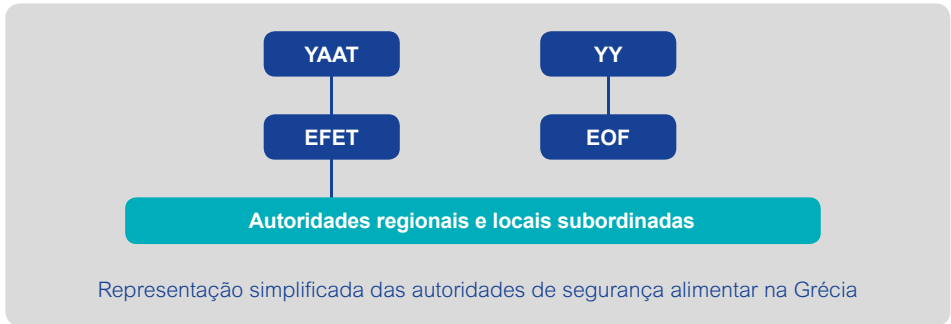 YAAT
YY
EFET
EOF
Autoridades regionais e locais subordinadas
Representação simplificada das autoridades de segurança alimentar na Grécia